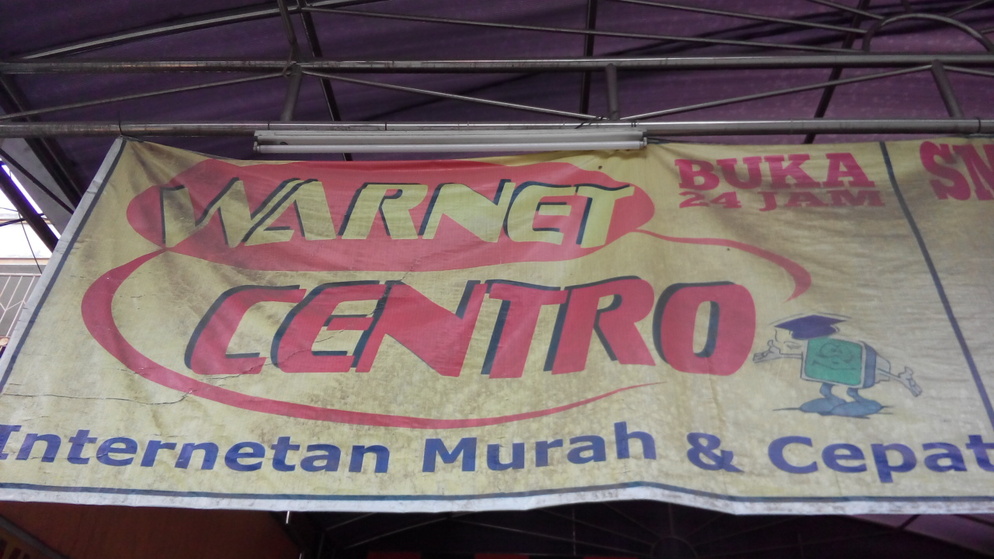 WARNET
CENTRO
BUKA
24 JAM
Internetan Murah & Cepat